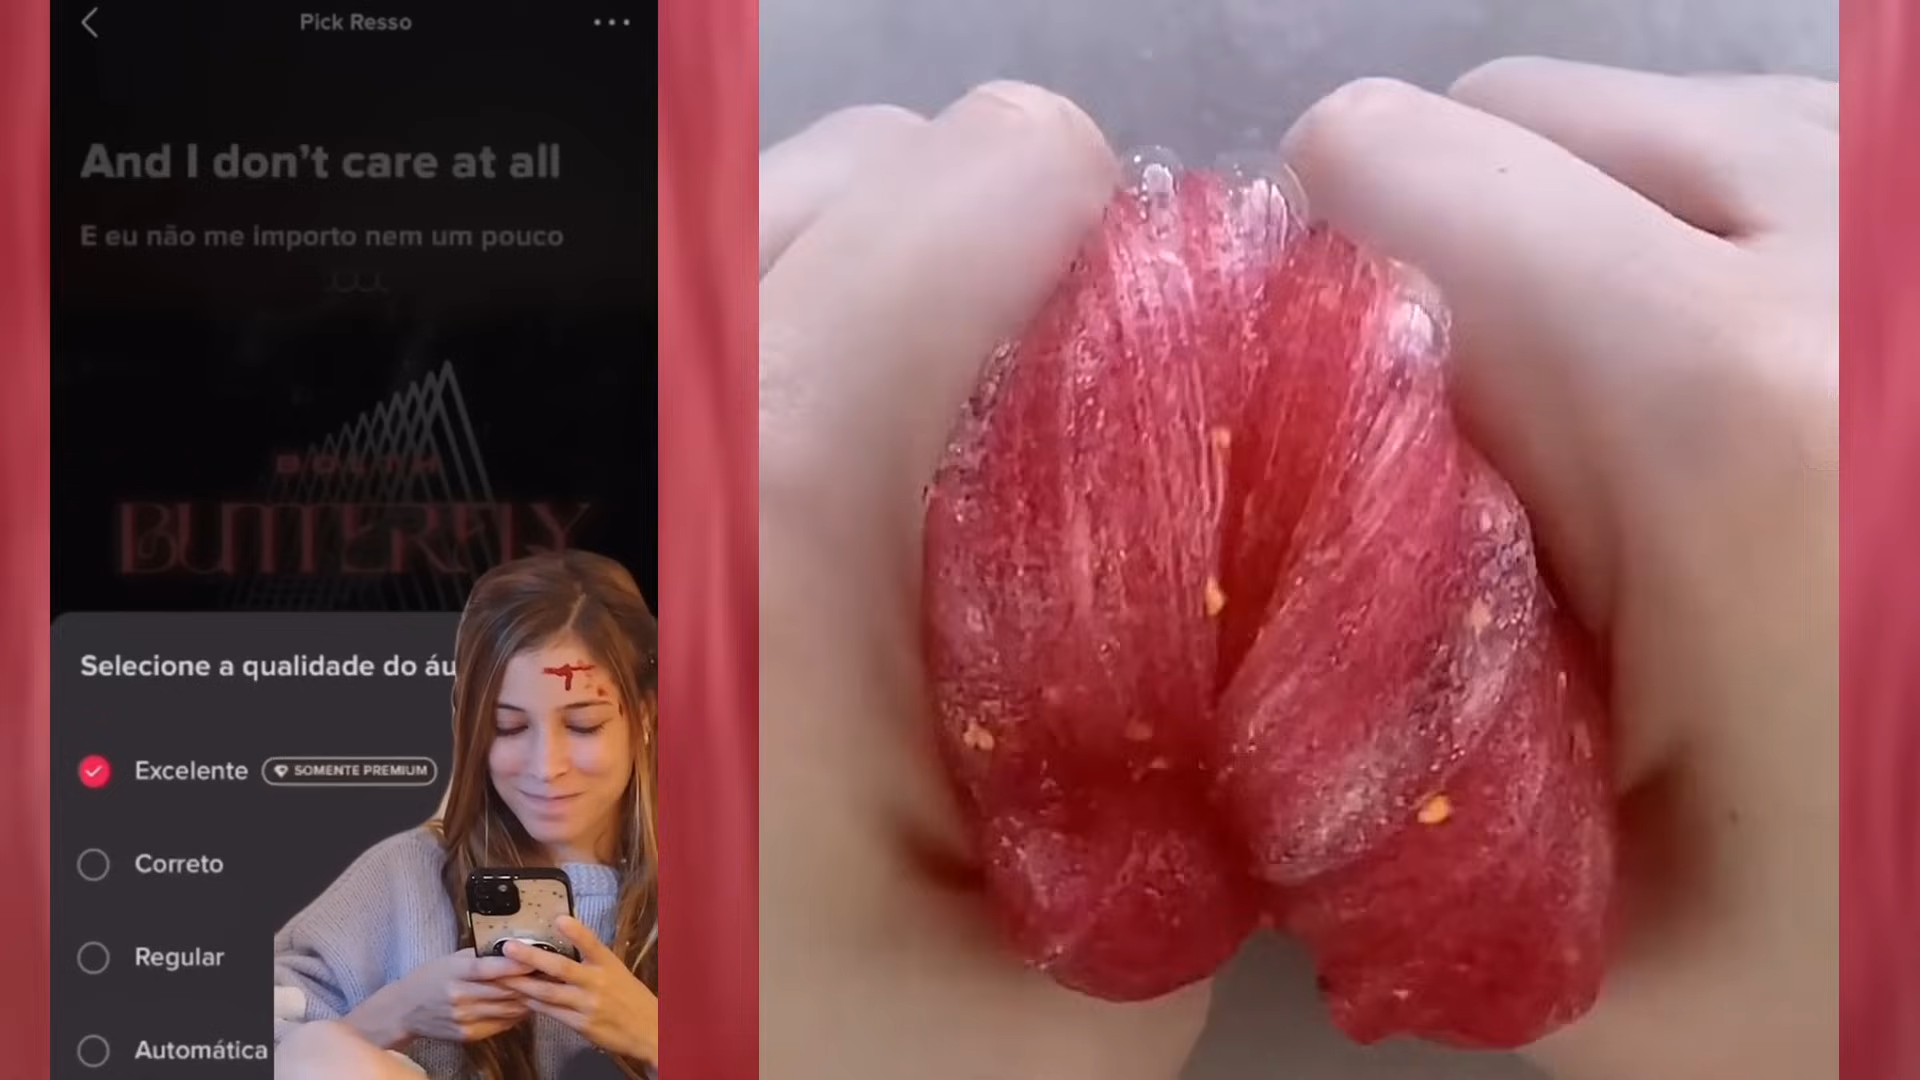 Pick Resso
And I don't care at all
E eu não me importo nem um pouco
BUTTERFLY
Selecione a qualidade do áu
Excelente SOMENTE PREMIUM
Correto
Regular
Automática